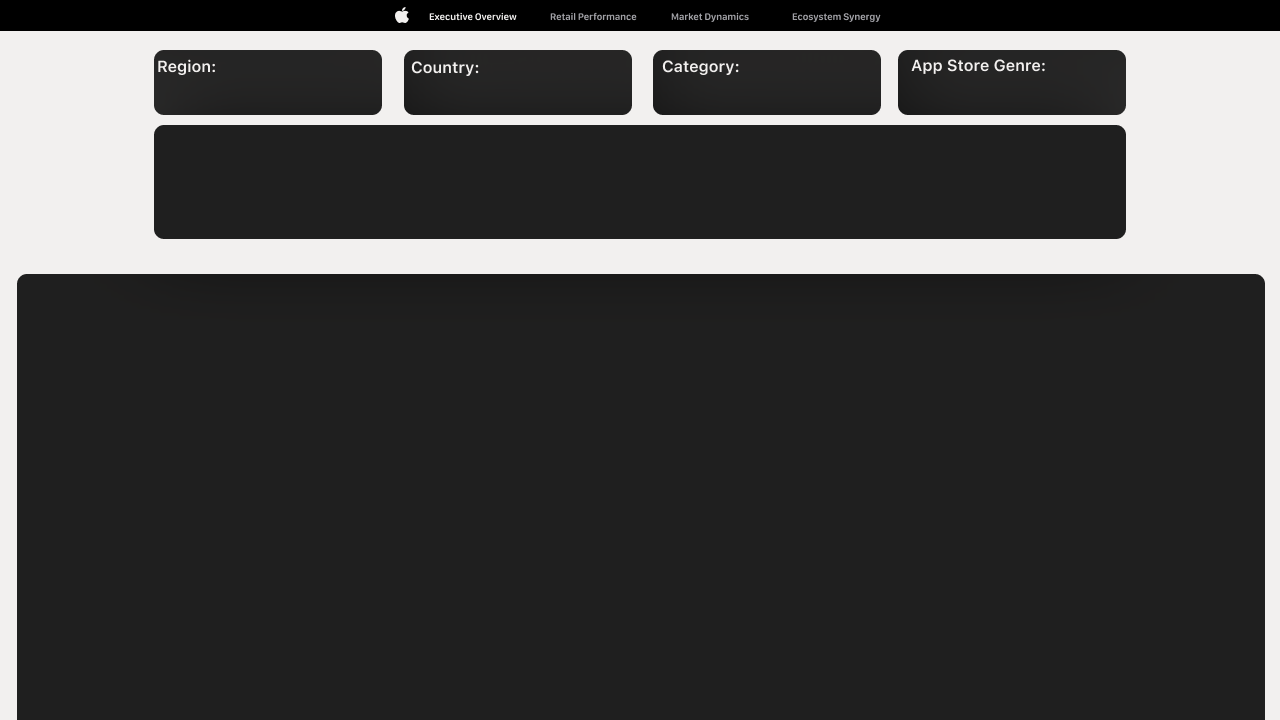 Executive Overview
Retail Performance
Market Dynamics
Ecosystem Synergy
Region:
Country:
Category:
App Store Genre: